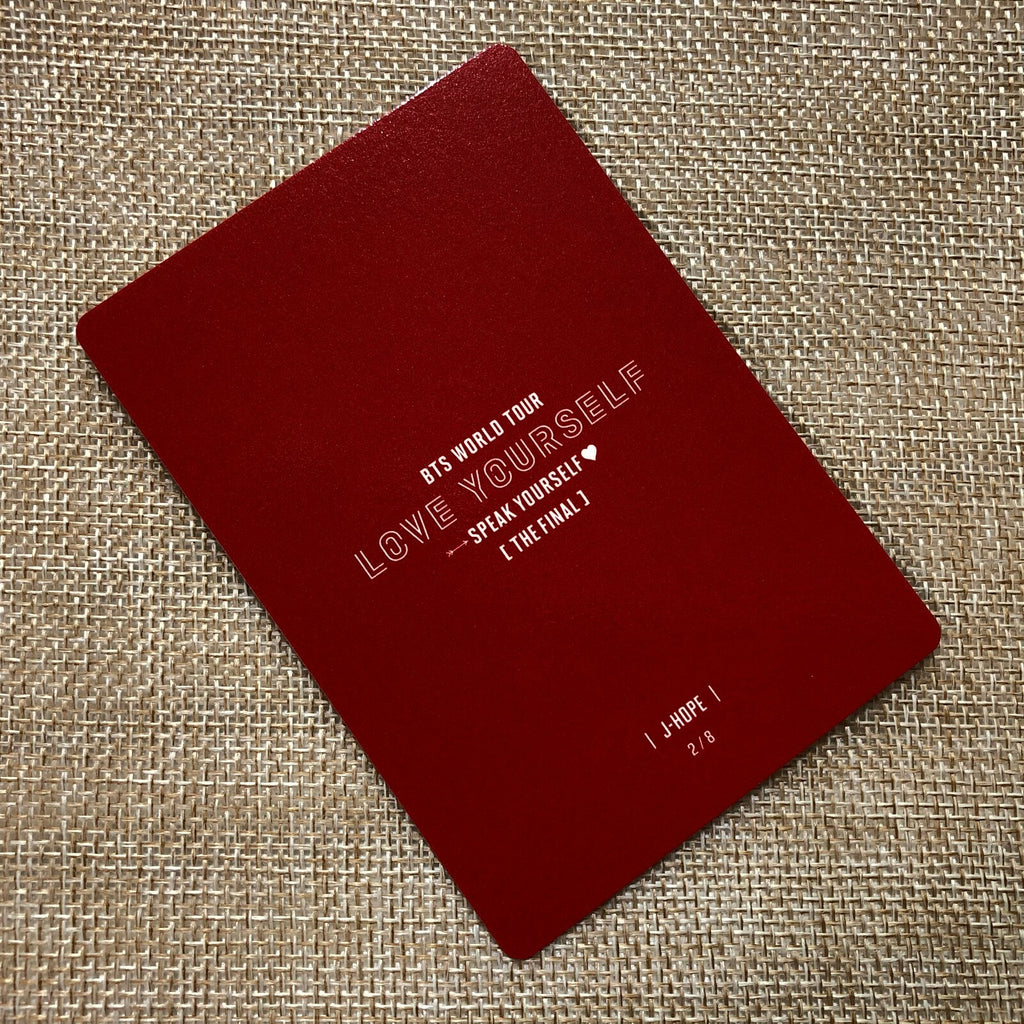 BTS WORLD TOUR
LOVE YOURSELF
SPEAK YOURSELF
[ THE FINAL ]
| J-HOPE |
2/8